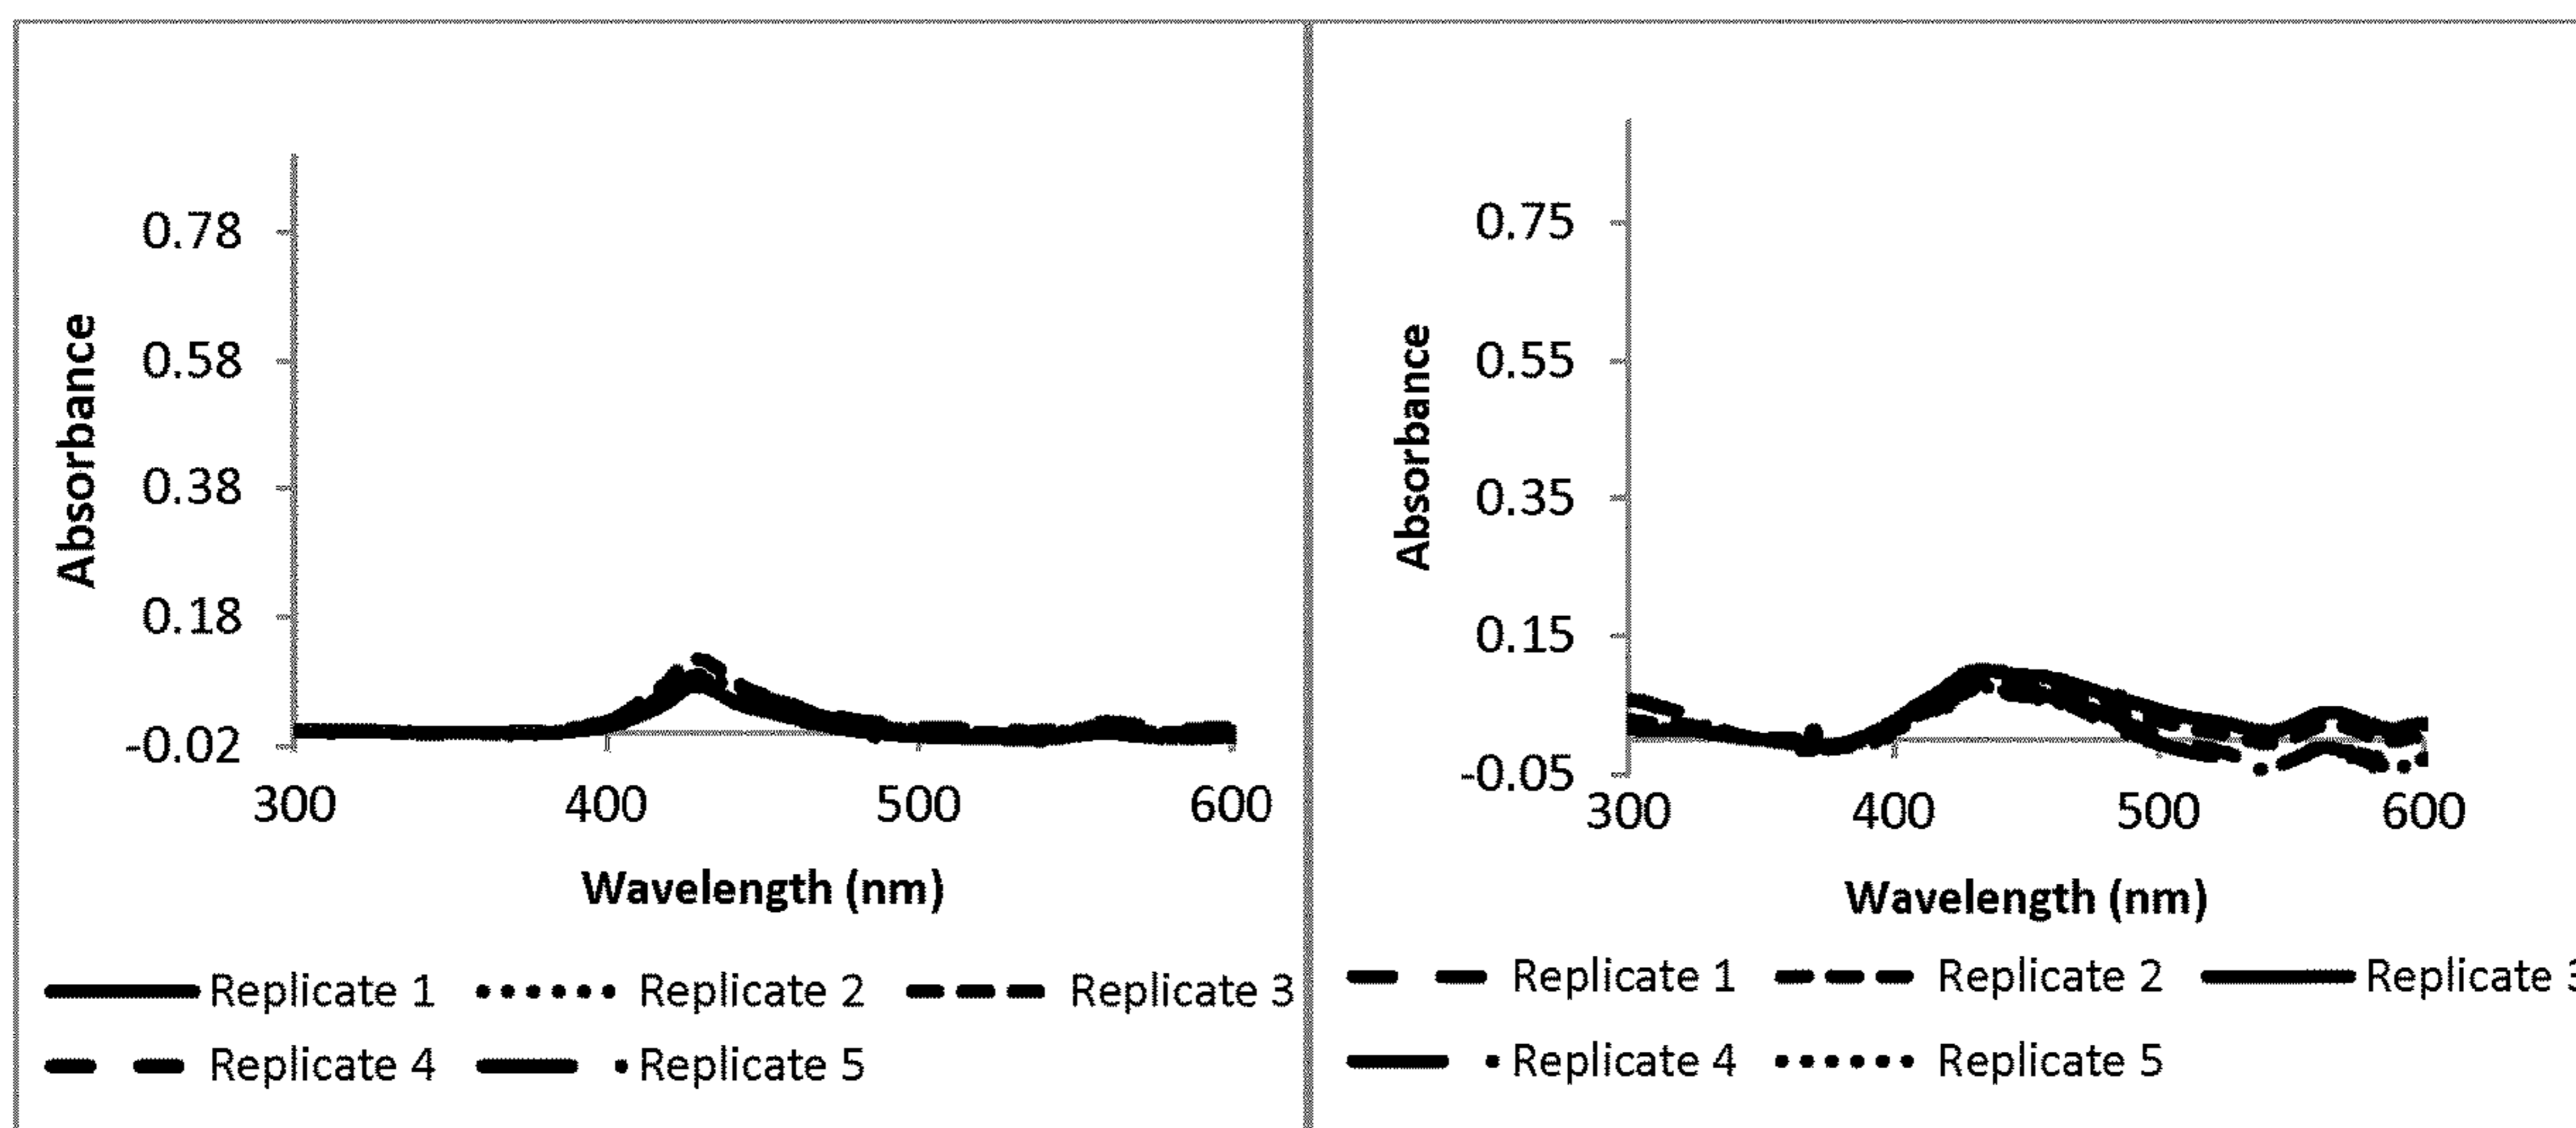 0.78
0.58
0.38
0.18
-0.02
Absorbance
300 400 500 600
Wavelength (nm)
Replicate 1 Replicate 2 Replicate 3
Replicate 4 Replicate 5
0.75
0.55
0.35
0.15
-0.05
Absorbance
300 400 500 600
Wavelength (nm)
Replicate 1 Replicate 2 Replicate 3
Replicate 4 Replicate 5